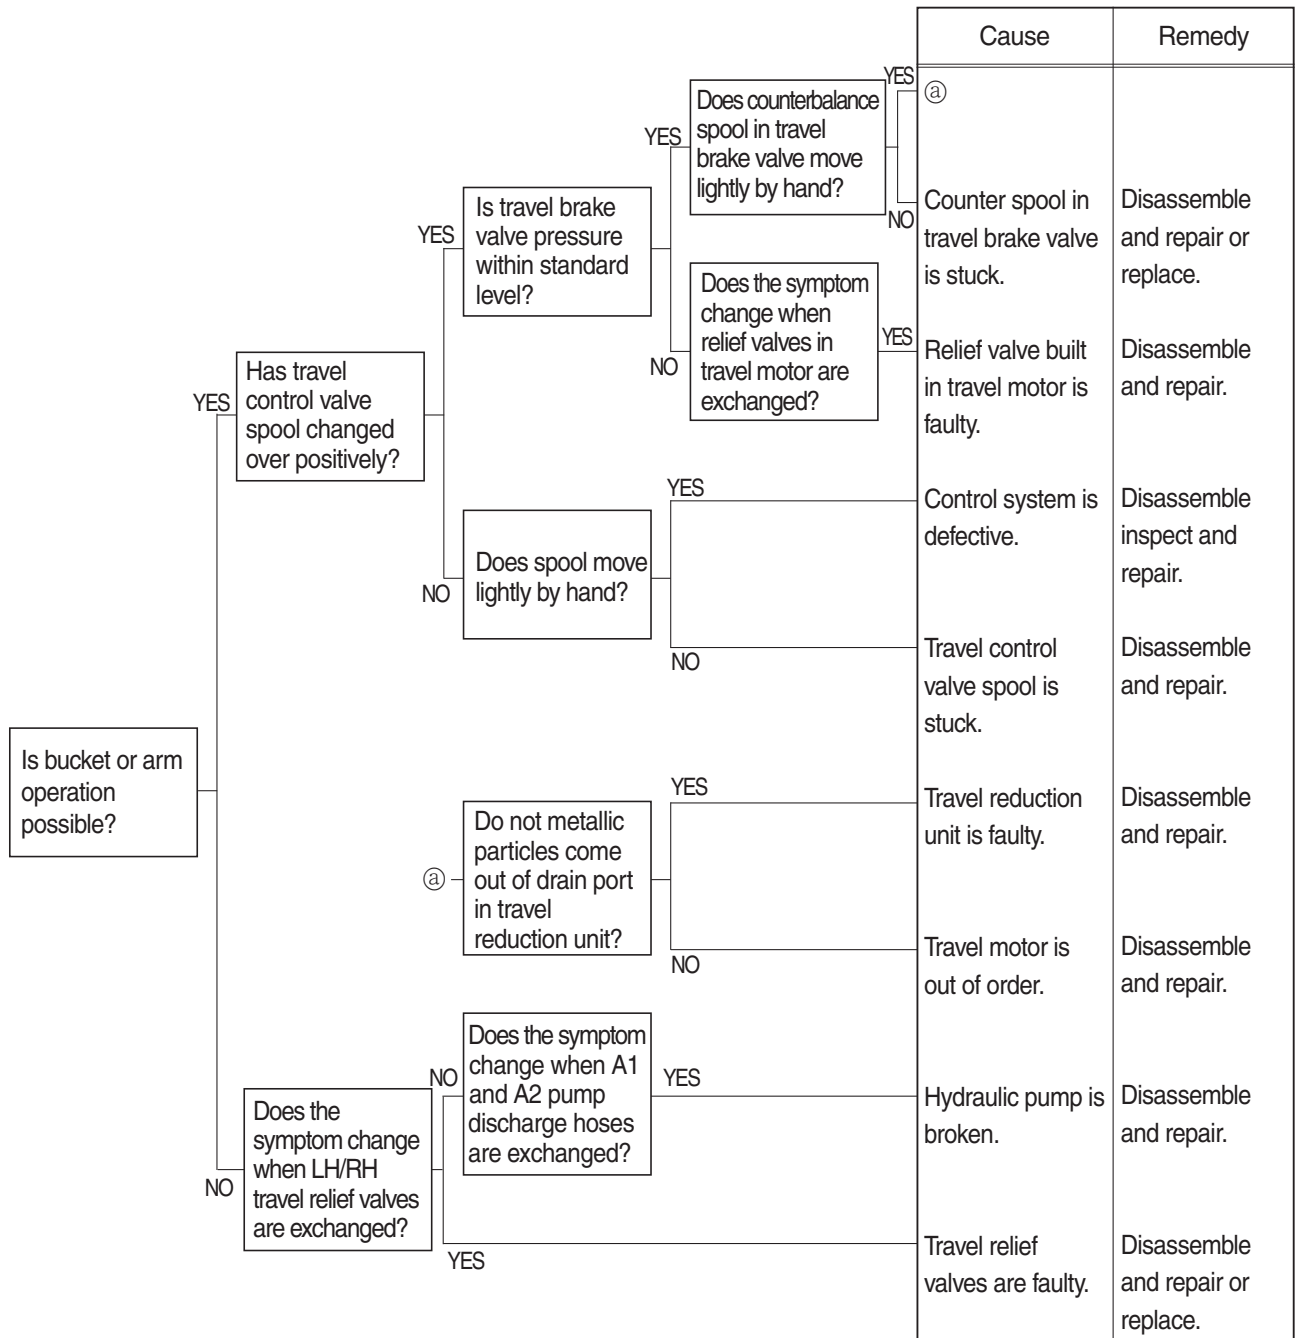 Cause
Remedy
YES
ⓐ
Does counterbalance
spool in travel
brake valve move
lightly by hand?
YES
NO
Counter spool in
travel brake valve
is stuck.
Disassemble
and repair or
replace.
Is travel brake
valve pressure
within standard
level?
YES
Does the symptom
change when
relief valves in
travel motor are
exchanged?
YES
NO
Relief valve built
in travel motor is
faulty.
Disassemble
and repair.
Has travel
control valve
spool changed
over positively?
YES
YES
Control system is
defective.
Disassemble
inspect and
repair.
Does spool move
lightly by hand?
NO
NO
Travel control
valve spool is
stuck.
Disassemble
and repair.
Is bucket or arm
operation
possible?
YES
Travel reduction
unit is faulty.
Disassemble
and repair.
ⓐ
Do not metallic
particles come
out of drain port
in travel
reduction unit?
NO
Travel motor is
out of order.
Disassemble
and repair.
Does the symptom
change when A1
and A2 pump
discharge hoses
are exchanged?
NO
YES
Hydraulic pump is
broken.
Disassemble
and repair.
Does the
symptom change
when LH/RH
travel relief valves
are exchanged?
NO
YES
Travel relief
valves are faulty.
Disassemble
and repair or
replace.